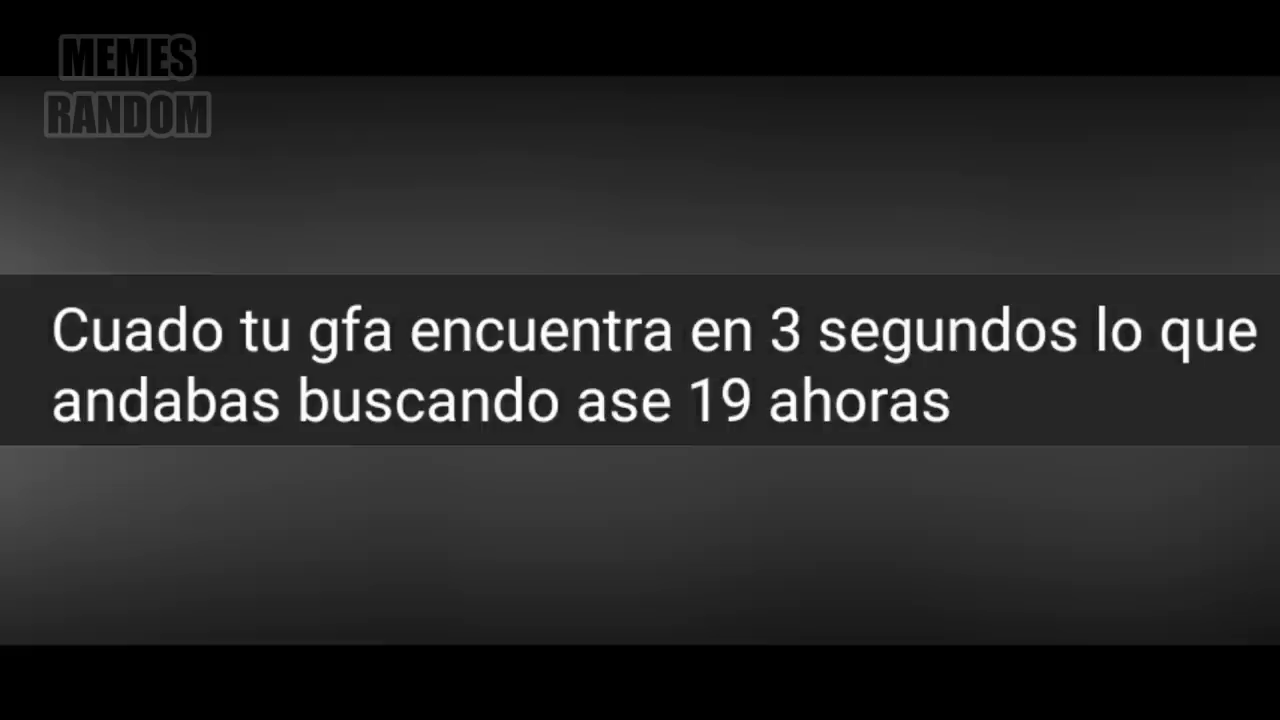 MEMES
RANDOM
Cuado tu gfa encuentra en 3 segundos lo que
andabas buscando ase 19 ahoras